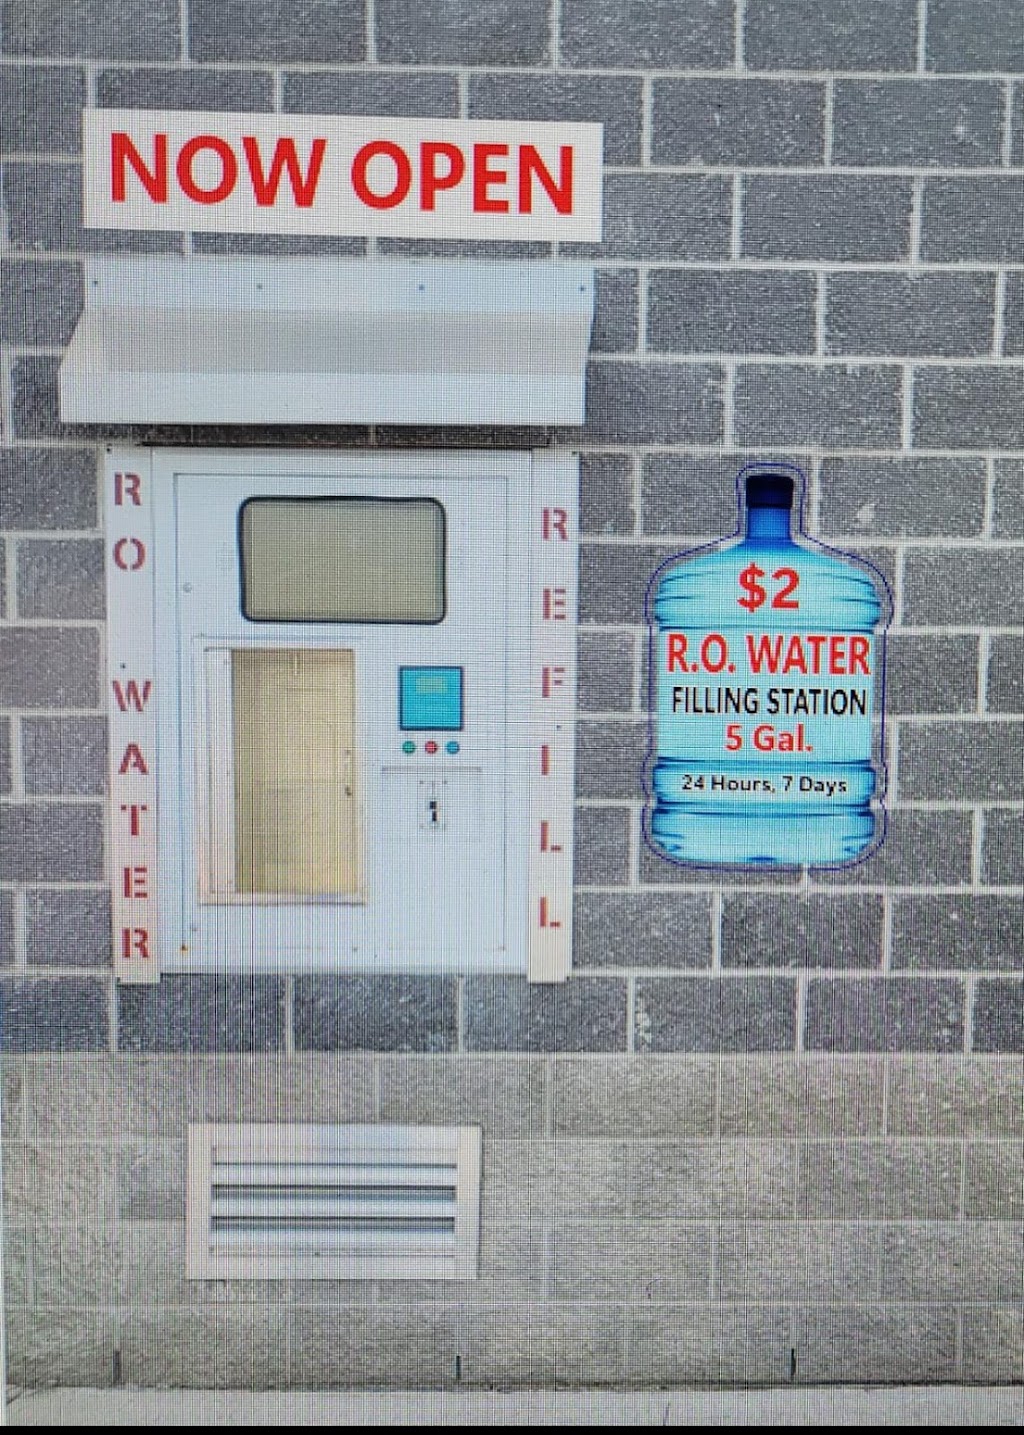 NOW OPEN
RO WATER
REFILL
$2
R.O. WATER
FILLING STATION
5 Gal.
24 Hours, 7 Days